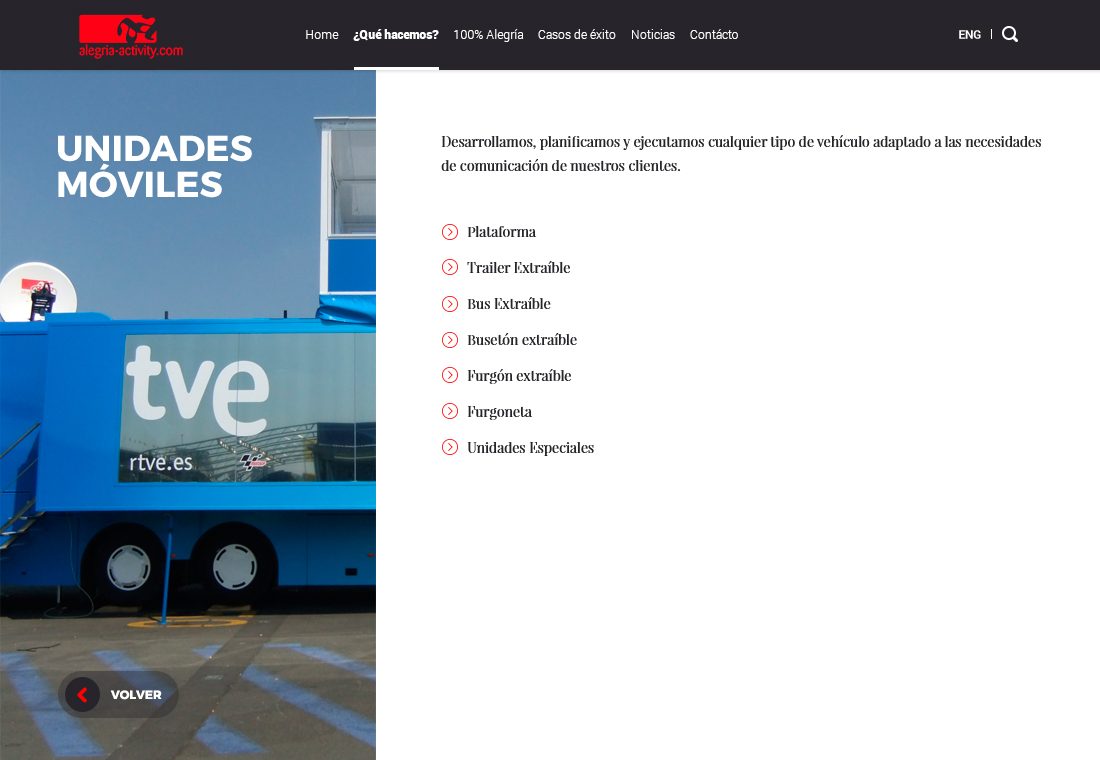 alegria-activity.com
Home
¿Qué hacemos?
100% Alegría
Casos de éxito
Noticias
Contácto
ENG
UNIDADES
MÓVILES
tve
rtve.es
VOLVER
Desarrollamos, planificamos y ejecutamos cualquier tipo de vehículo adaptado a las necesidades
de comunicación de nuestros clientes.
Plataforma
Trailer Extraíble
Bus Extraíble
Busetón extraíble
Furgón extraíble
Furgoneta
Unidades Especiales